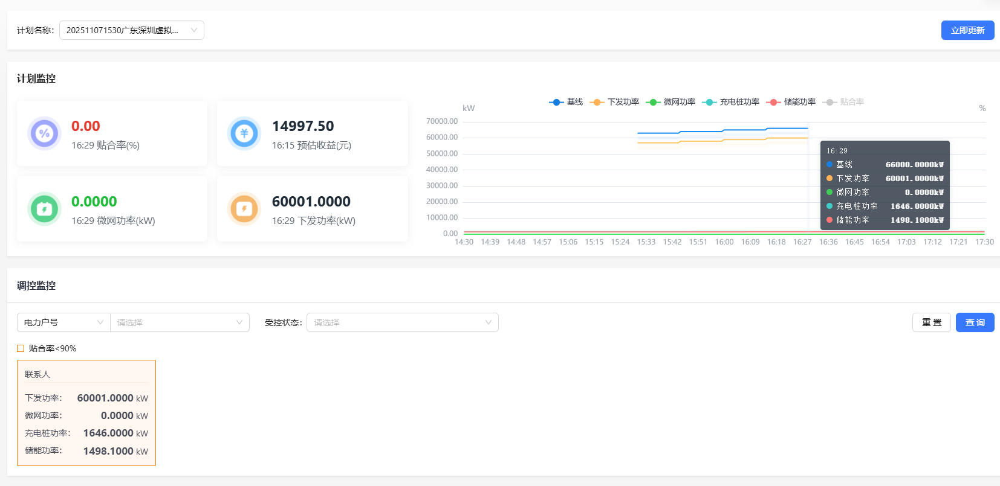 计划名称：
202511071530广东深圳虚拟...
立即更新
计划监控
0.00
16:29 贴合率(%)
14997.50
16:15 预估收益(元)
0.0000
16:29 微网功率(kW)
60001.0000
16:29 下发功率(kW)
基线 下发功率 微网功率 充电桩功率 储能功率 贴合率
kW
%
70000.00
60000.00
50000.00
40000.00
30000.00
20000.00
10000.00
0.00
14:30 14:39 14:48 14:57 15:06 15:15 15:24 15:33 15:42 15:51 16:00 16:09 16:18 16:27 16:36 16:45 16:54 17:03 17:12 17:21 17:30
16:29
基线 66000.0000kW
下发功率 60001.0000kW
微网功率 0.0000kW
充电桩功率 1646.0000kW
储能功率 1498.1000kW
调控监控
电力户号 请选择 受控状态： 请选择 重 置 查 询
贴合率<90%
联系人
下发功率： 60001.0000 kW
微网功率： 0.0000 kW
充电桩功率： 1646.0000 kW
储能功率： 1498.1000 kW